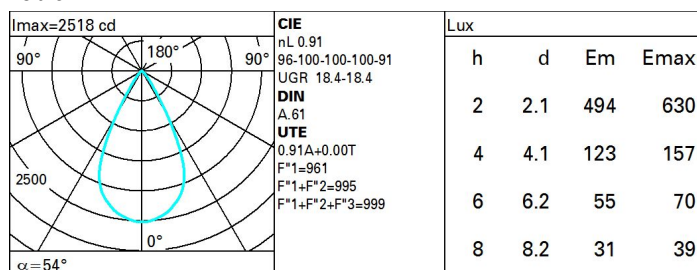 Imax=2518 cd
90°
180°
90°
2500
0°
α=54°
CIE
nL 0.91
96-100-100-100-91
UGR 18.4-18.4
DIN
A.61
UTE
0.91A+0.00T
F"1=961
F"1+F"2=995
F"1+F"2+F"3=999
Lux
h d Em Emax
2 2.1 494 630
4 4.1 123 157
6 6.2 55 70
8 8.2 31 39